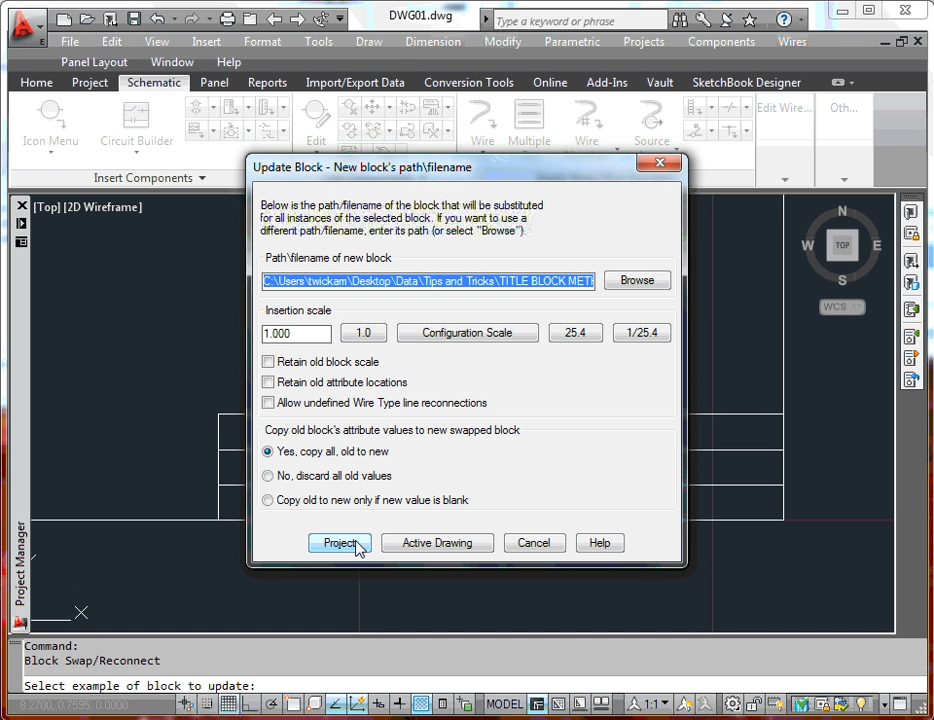 DWG01.dwg
Type a keyword or phrase
E
File Edit View Insert Format Tools Draw Dimension Modify Parametric Projects Components Wires
Panel Layout Window Help
Home Project Schematic Panel Reports Import/Export Data Conversion Tools Online Add-Ins Vault SketchBook Designer
Icon Menu Circuit Builder Edit Wire Multiple Wire Source Edit Wire... Oth...
Insert Components
Update Block - New block's path\filename
[Top] [2D Wireframe]
Below is the path/filename of the block that will be substituted
for all instances of the selected block. If you want to use a
different path/filename, enter its path (or select "Browse").
N
W TOP E
S
WCS
Path\filename of new block
C:\Users\twickam\Desktop\Data\Tips and Tricks\TITLE BLOCK
Browse
Insertion scale
1.000 1.0 Configuration Scale 25.4 1/25.4
Retain old block scale
Retain old attribute locations
Allow undefined Wire Type line reconnections
Copy old block's attribute values to new swapped block
Yes, copy all, old to new
No, discard all old values
Copy old to new only if new value is blank
Project Active Drawing Cancel Help
Project Manager
Command:
Block Swap/Reconnect
Select example of block to update:
8.2700, 0.7595, 0.0000
MODEL
1:1